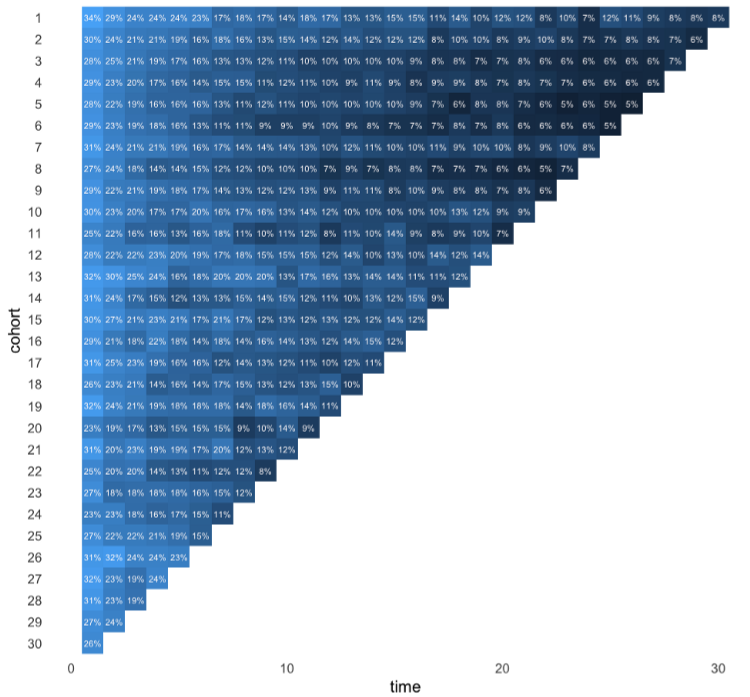 1 34% 29% 24% 24% 24% 23% 17% 18% 17% 14% 18% 17% 13% 13% 15% 15% 11% 14% 10% 12% 12% 8% 10% 7% 12% 11% 9% 8% 8% 8%
2 30% 24% 21% 21% 19% 16% 18% 16% 13% 15% 14% 12% 14% 12% 12% 12% 8% 10% 10% 8% 9% 10% 8% 7% 7% 8% 8% 7% 6%
3 28% 25% 21% 19% 17% 16% 13% 13% 12% 11% 10% 10% 10% 10% 10% 9% 8% 8% 7% 7% 8% 6% 6% 6% 6% 6% 6% 7%
4 29% 23% 20% 17% 16% 14% 15% 15% 11% 12% 11% 10% 9% 11% 9% 8% 9% 9% 8% 7% 8% 7% 7% 6% 6% 6% 6%
5 28% 22% 19% 16% 16% 16% 13% 11% 12% 11% 10% 10% 10% 10% 10% 9% 7% 6% 8% 8% 7% 6% 5% 6% 5% 5%
6 29% 23% 19% 18% 16% 13% 11% 11% 9% 9% 9% 10% 9% 8% 7% 7% 7% 8% 7% 8% 6% 6% 6% 6% 5%
7 31% 24% 21% 21% 19% 16% 17% 14% 14% 14% 13% 10% 12% 11% 10% 10% 11% 9% 10% 10% 8% 9% 10% 8%
8 27% 24% 18% 14% 14% 15% 12% 12% 10% 10% 10% 7% 9% 7% 8% 8% 7% 7% 7% 6% 6% 5% 7%
9 29% 22% 21% 19% 18% 17% 14% 13% 12% 12% 13% 9% 11% 11% 8% 10% 9% 8% 8% 7% 8% 6%
10 30% 23% 20% 17% 17% 20% 16% 17% 16% 13% 14% 12% 10% 10% 10% 10% 10% 13% 12% 9% 9%
11 25% 22% 16% 16% 13% 16% 18% 11% 10% 11% 12% 8% 11% 10% 14% 9% 8% 9% 10% 7%
12 28% 22% 22% 23% 20% 19% 17% 18% 15% 15% 15% 12% 14% 10% 13% 10% 14% 12% 14%
13 32% 30% 25% 24% 16% 18% 20% 20% 20% 13% 17% 16% 13% 14% 14% 11% 11% 12%
14 31% 24% 17% 15% 12% 13% 13% 15% 14% 15% 12% 11% 10% 13% 12% 15% 9%
15 30% 27% 21% 23% 21% 17% 21% 17% 12% 13% 12% 13% 12% 12% 14% 12%
cohort
16 29% 21% 18% 22% 18% 14% 18% 14% 16% 14% 13% 12% 14% 15% 12%
17 31% 25% 23% 19% 16% 16% 12% 14% 13% 12% 11% 10% 12% 11%
18 26% 23% 21% 14% 16% 14% 17% 15% 13% 12% 13% 15% 10%
19 32% 24% 21% 19% 18% 18% 18% 14% 18% 16% 14% 11%
20 23% 19% 17% 13% 15% 15% 15% 9% 10% 14% 9%
21 31% 20% 23% 19% 19% 17% 20% 12% 13% 12%
22 25% 20% 20% 14% 13% 11% 12% 12% 8%
23 27% 18% 18% 18% 18% 16% 15% 12%
24 23% 23% 18% 16% 17% 15% 11%
25 27% 22% 22% 21% 19% 15%
26 31% 32% 24% 24% 23%
27 32% 23% 19% 24%
28 31% 23% 19%
29 27% 24%
30 26%
0 10 20 30
time